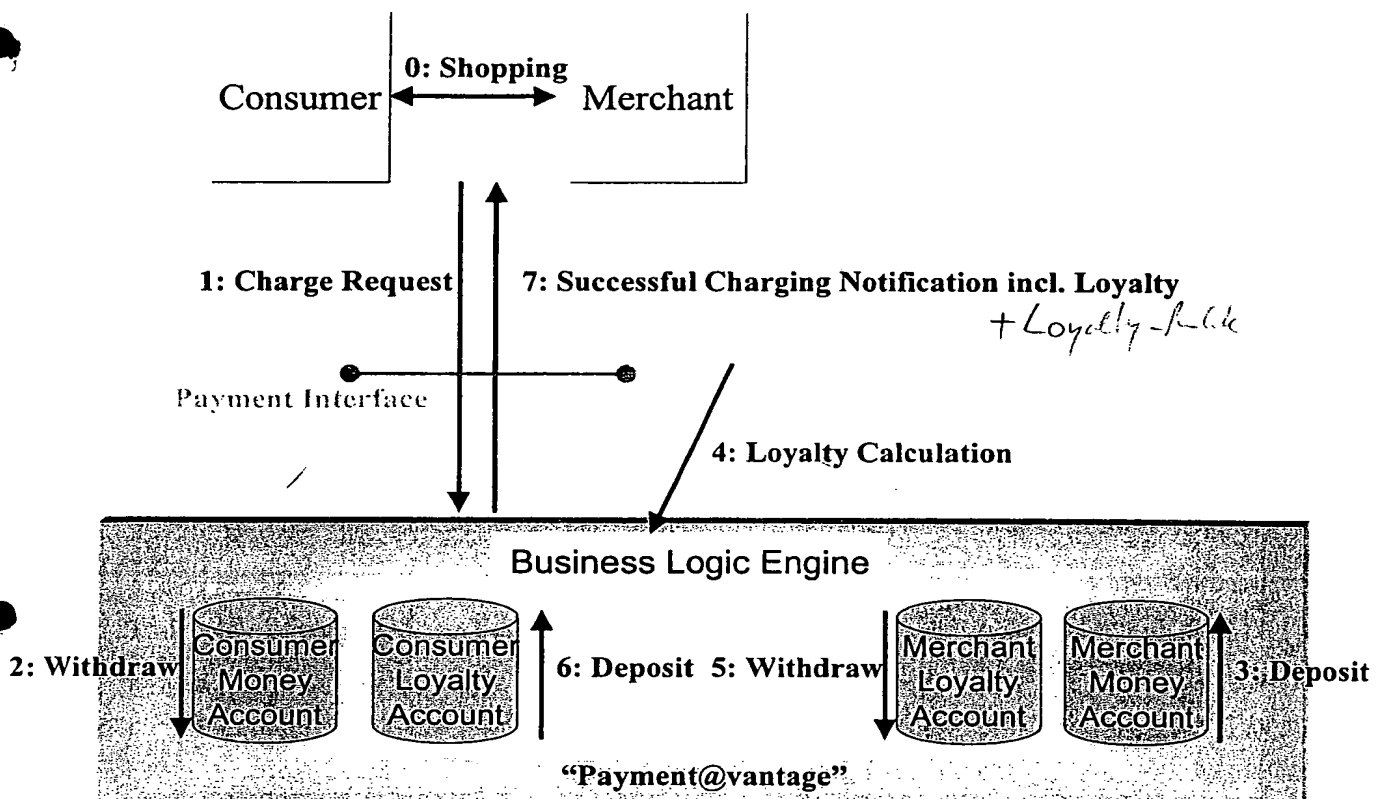 0: Shopping
Consumer
Merchant
1: Charge Request
7: Successful Charging Notification incl. Loyalty
Payment Interface
4: Loyalty Calculation
Business Logic Engine
2: Withdraw
Consumer
Money
Account
Consumer
Loyalty
Account
6: Deposit
5: Withdraw
Merchant
Loyalty
Account
Merchant
Money
Account
3: Deposit
“Payment@vantage”